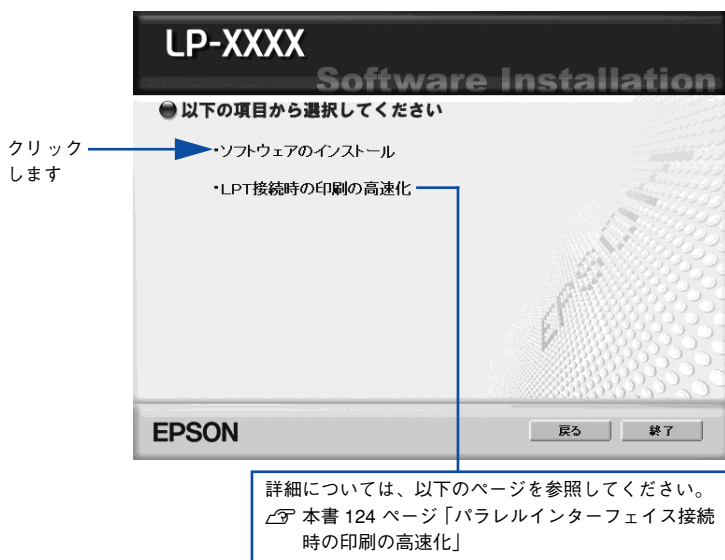 LP-XXXX
Software Installation
以下の項目から選択してください
クリック
します
・ソフトウェアのインストール
・LPT接続時の印刷の高速化
EPSON
EPSON
戻る
終了
詳細については、以下のページを参照してください。
本書 124 ページ「パラレルインターフェイス接続
時の印刷の高速化」